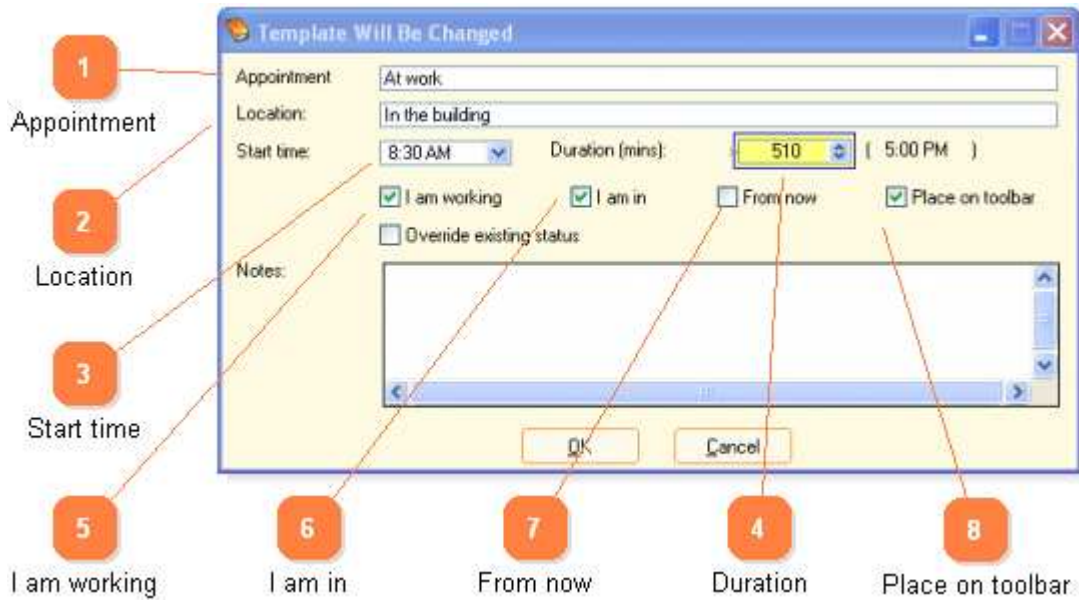 Template Will Be Changed
1
Appointment
Appointment
At work
Location:
In the building
Start time:
8:30 AM
Duration (mins):
510
( 5:00 PM )
2
Location
I am working
I am in
From now
Place on toolbar
Override existing status
Notes:
3
Start time
OK
Cancel
5
I am working
6
I am in
7
From now
4
Duration
8
Place on toolbar